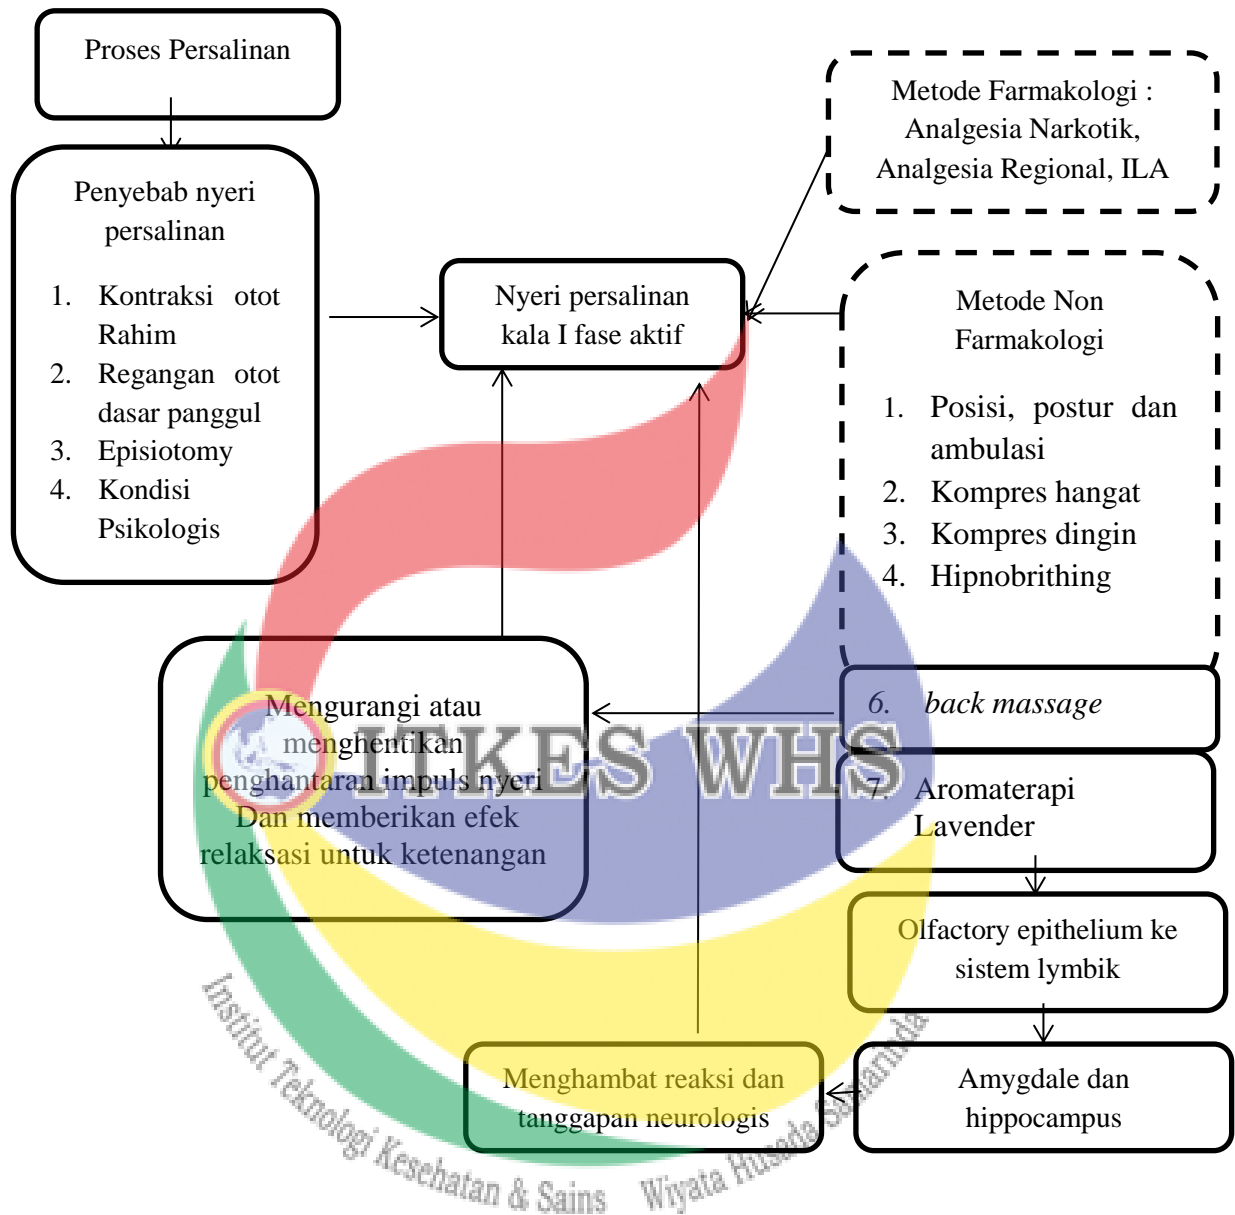 Proses Persalinan
Penyebab nyeri
persalinan
1. Kontraksi otot
Rahim
2. Regangan otot
dasar panggul
3. Episiotomy
4. Kondisi
Psikologis
Nyeri persalinan
kala I fase aktif
Metode Farmakologi :
Analgesia Narkotik,
Analgesia Regional, ILA
Metode Non
Farmakologi
1. Posisi, postur dan
ambulasi
2. Kompres hangat
3. Kompres dingin
4. Hipnobrithing
6. back massage
7. Aromaterapi
Lavender
Mengurangi atau
menghentikan
penghantaran impuls nyeri
Dan memberikan efek
relaksasi untuk ketenangan
Olfactory epithelium ke
sistem lymbik
Amygdale dan
hippocampus
Menghambat reaksi dan
tanggapan neurologis
ITKES WHS
Institut Teknologi Kesehatan & Sains Wiyata Husada Samarinda